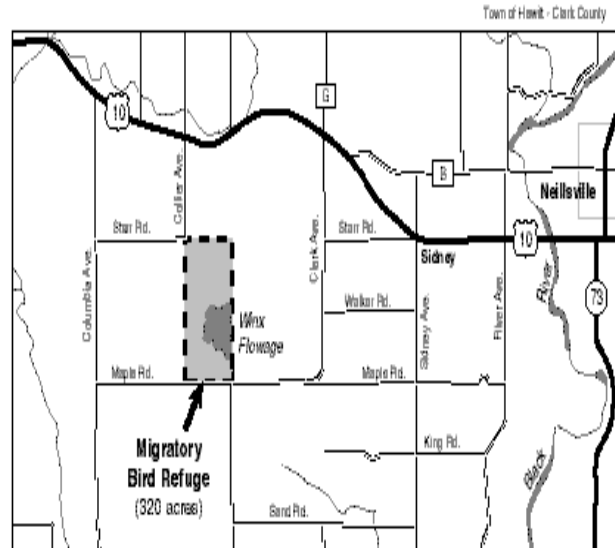 Town of Hewitt - Clark County
10
G
Collier Ave.
B
Neillsville
Starr Rd.
Starr Rd.
10
Sidney
Columbia Ave.
Clark Ave.
73
River
Walker Rd.
Wnx
Flowage
Sidney Ave.
River Ave.
Maple Rd.
Maple Rd.
King Rd.
Migratory
Bird Refuge
(320 acres)
Black
Sand Rd.